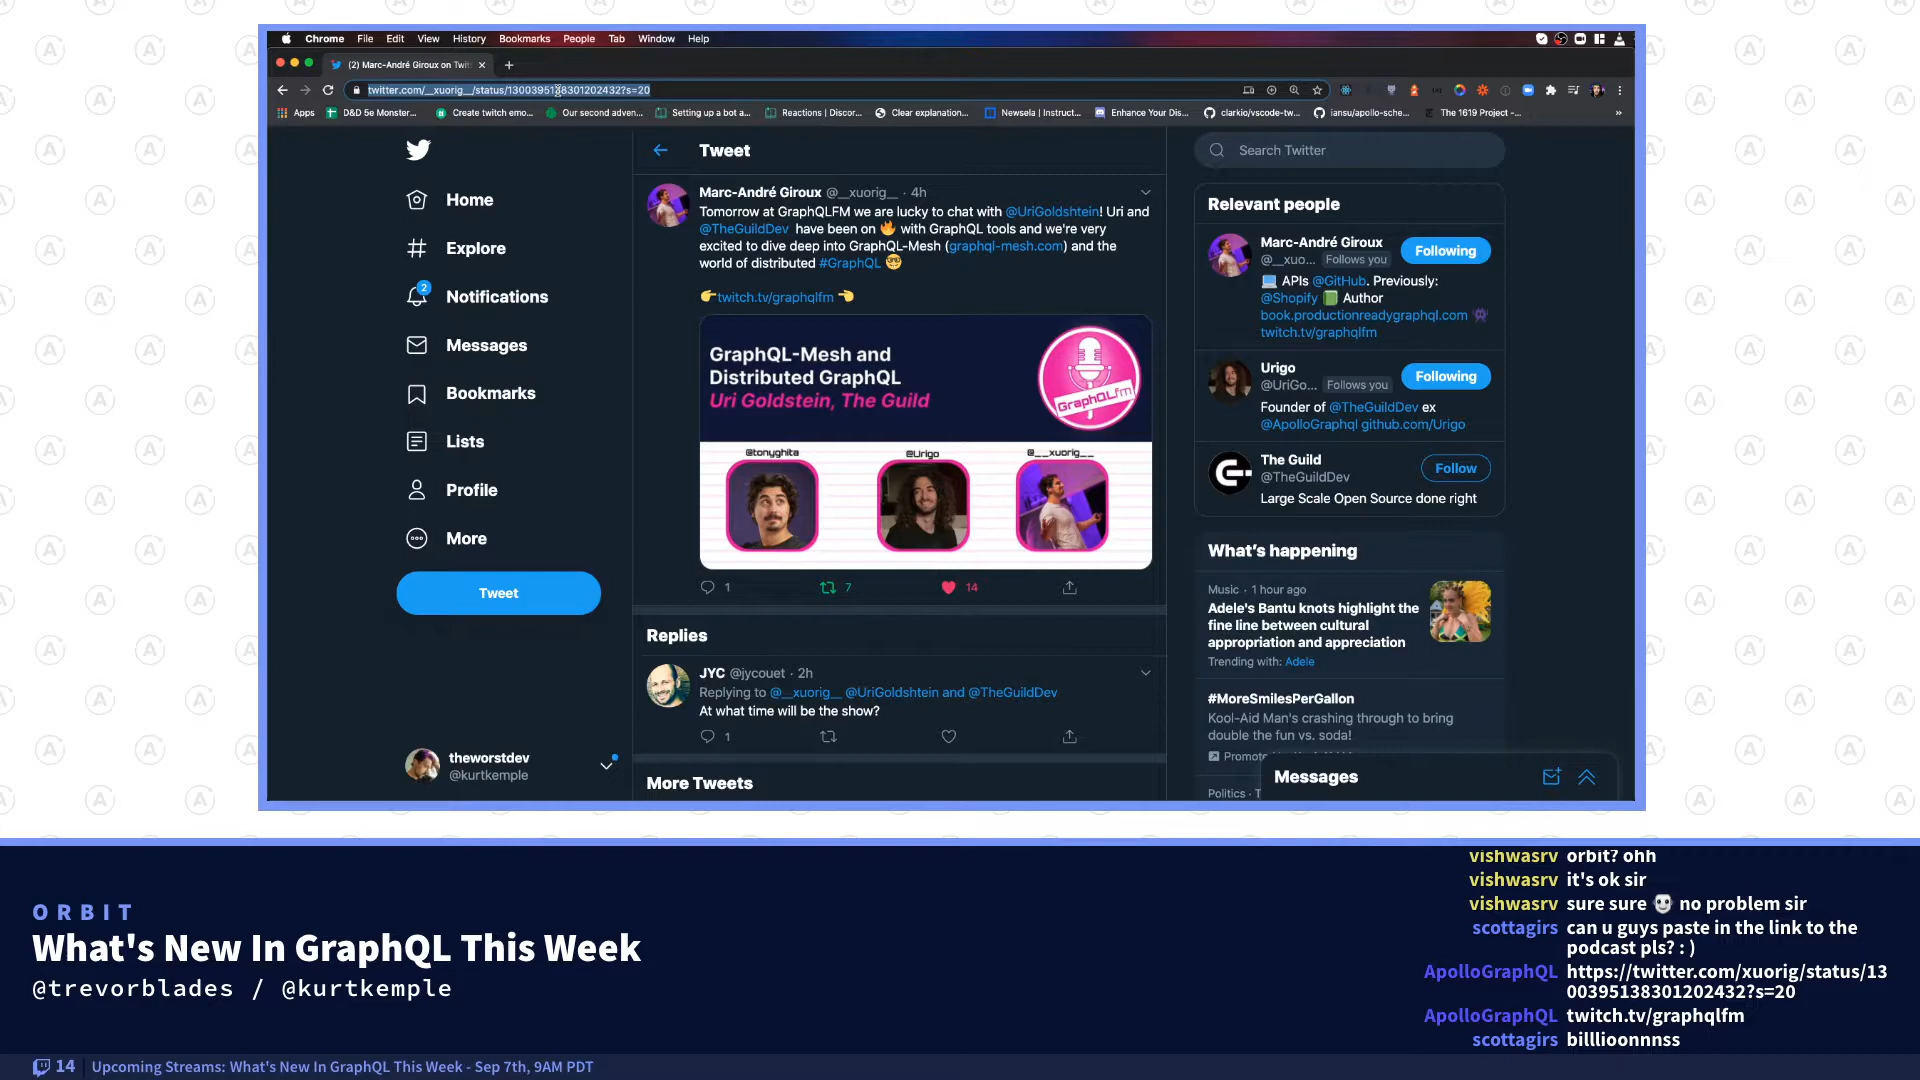 Chrome File Edit View History Bookmarks People Tab Window Help
(2) Marc-André Giroux on Twi
twitter.com/__xuorig__/status/1300395138301202432?s=20
Apps D&D 5e Monster... Create twitch emo... Our second adven... Setting up a bot a... Reactions | Discor... Clear explanation... Newsela | Instruct... Enhance Your Dis... clarkio/vscode-tw... iansu/apollo-sche... The 1619 Project -... »
Home
Explore
2
Notifications
Messages
Bookmarks
Lists
Profile
More
Tweet
theworstdev
@kurtkemple
Tweet
Marc-André Giroux @__xuorig__ · 4h
Tomorrow at GraphQLFM we are lucky to chat with @UriGoldshtein! Uri and
@TheGuildDev have been on 🔥 with GraphQL tools and we're very
excited to dive deep into GraphQL-Mesh (graphql-mesh.com) and the
world of distributed #GraphQL 🤓
👉twitch.tv/graphqlfm 👈
GraphQL-Mesh and
Distributed GraphQL
Uri Goldstein, The Guild
GraphQLfm
@tonyghita @Urigo @__xuorig__
1 7 14
Replies
JYC @jycouet · 2h
Replying to @__xuorig__ @UriGoldshtein and @TheGuildDev
At what time will be the show?
1
More Tweets
Search Twitter
Relevant people
Marc-André Giroux
@__xuo... Follows you
Following
💻 APIs @GitHub. Previously:
@Shopify 📗 Author
book.productionreadygraphql.com 👾
twitch.tv/graphqlfm
Urigo
@UriGo... Follows you
Following
Founder of @TheGuildDev ex
@ApolloGraphql github.com/Urigo
The Guild
@TheGuildDev
Follow
Large Scale Open Source done right
What's happening
Music · 1 hour ago
Adele's Bantu knots highlight the
fine line between cultural
appropriation and appreciation
Trending with: Adele
#MoreSmilesPerGallon
Kool-Aid Man's crashing through to bring
double the fun vs. soda!
Promote
Politics · T
Messages
ORBIT
What's New In GraphQL This Week
@trevorblades / @kurtkemple
vishwasrv orbit? ohh
vishwasrv it's ok sir
vishwasrv sure sure 💀 no problem sir
scottagirs can u guys paste in the link to the
podcast pls? : )
ApolloGraphQL https://twitter.com/xuorig/status/13
00395138301202432?s=20
ApolloGraphQL twitch.tv/graphqlfm
scottagirs billlioonnnss
14 Upcoming Streams: What's New In GraphQL This Week - Sep 7th, 9AM PDT